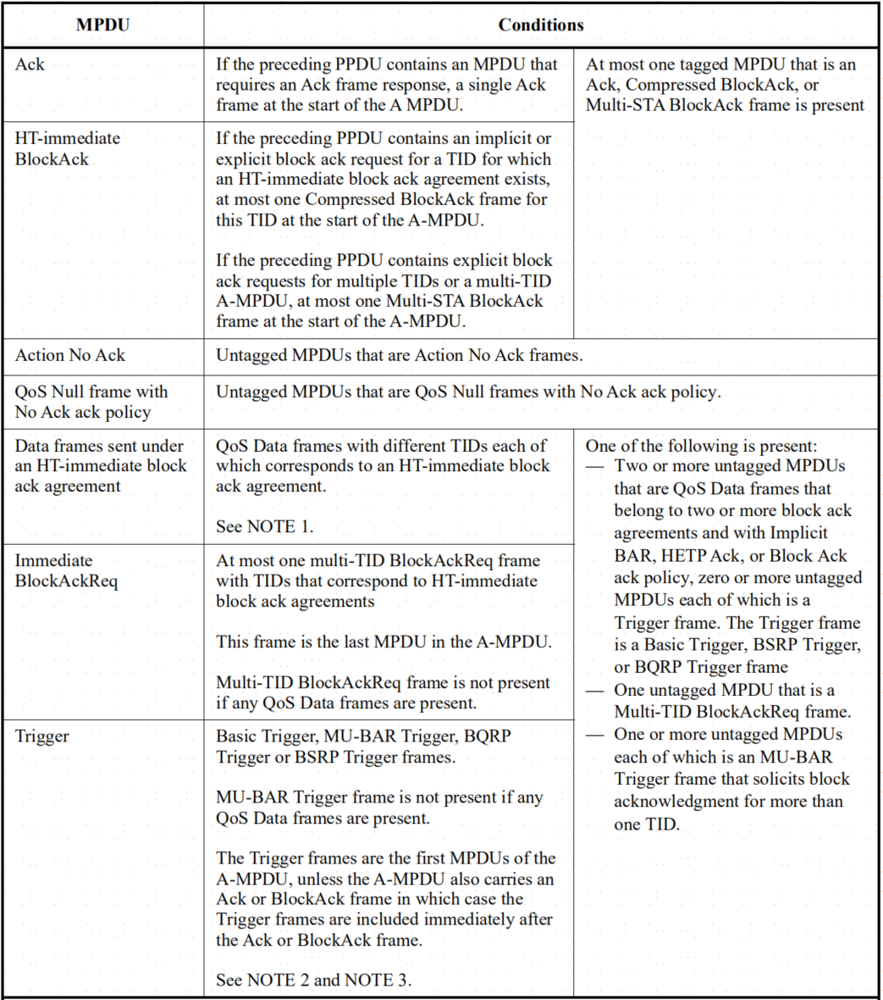 MPDU
Conditions
Ack
If the preceding PPDU contains an MPDU that
requires an Ack frame response, a single Ack
frame at the start of the A MPDU.
At most one tagged MPDU that is an
Ack, Compressed BlockAck, or
Multi-STA BlockAck frame is present
HT-immediate
BlockAck
If the preceding PPDU contains an implicit or
explicit block ack request for a TID for which
an HT-immediate block ack agreement exists,
at most one Compressed BlockAck frame for
this TID at the start of the A-MPDU.
If the preceding PPDU contains explicit block
ack requests for multiple TIDs or a multi-TID
A-MPDU, at most one Multi-STA BlockAck
frame at the start of the A-MPDU.
Action No Ack
Untagged MPDUs that are Action No Ack frames.
QoS Null frame with
No Ack ack policy
Untagged MPDUs that are QoS Null frames with No Ack ack policy.
Data frames sent under
an HT-immediate block
ack agreement
QoS Data frames with different TIDs each of
which corresponds to an HT-immediate block
ack agreement.
See NOTE 1.
One of the following is present:
— Two or more untagged MPDUs
that are QoS Data frames that
belong to two or more block ack
agreements and with Implicit
BAR, HETP Ack, or Block Ack
ack policy, zero or more untagged
MPDUs each of which is a
Trigger frame. The Trigger frame
is a Basic Trigger, BSRP Trigger,
or BQRP Trigger frame
— One untagged MPDU that is a
Multi-TID BlockAckReq frame.
— One or more untagged MPDUs
each of which is an MU-BAR
Trigger frame that solicits block
acknowledgment for more than
one TID.
Immediate
BlockAckReq
At most one multi-TID BlockAckReq frame
with TIDs that correspond to HT-immediate
block ack agreements
This frame is the last MPDU in the A-MPDU.
Multi-TID BlockAckReq frame is not present
if any QoS Data frames are present.
Trigger
Basic Trigger, MU-BAR Trigger, BQRP
Trigger or BSRP Trigger frames.
MU-BAR Trigger frame is not present if any
QoS Data frames are present.
The Trigger frames are the first MPDUs of the
A-MPDU, unless the A-MPDU also carries an
Ack or BlockAck frame in which case the
Trigger frames are included immediately after
the Ack or BlockAck frame.
See NOTE 2 and NOTE 3.